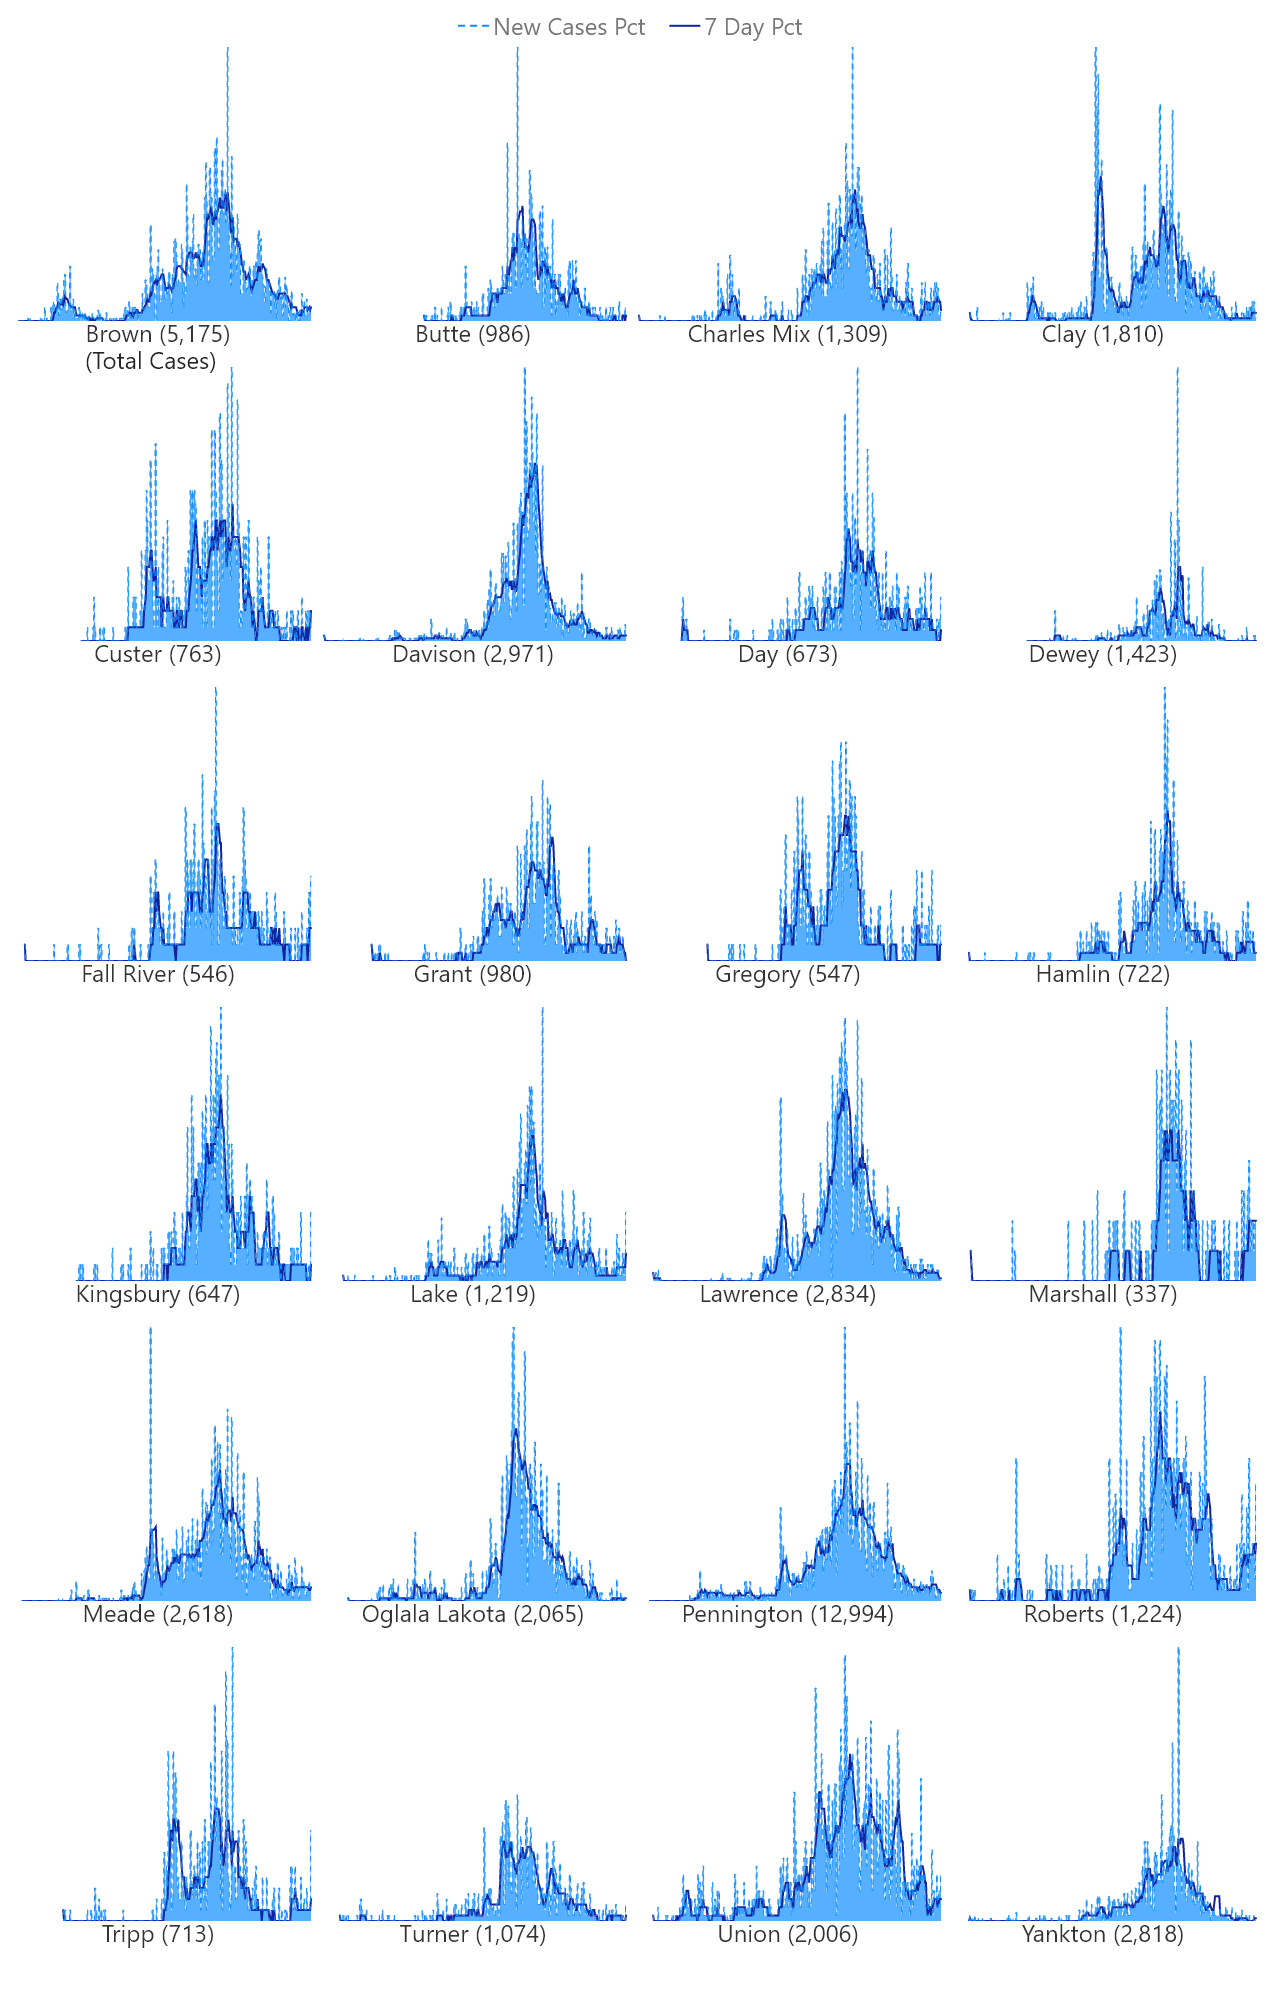 New Cases Pct 7 Day Pct
Brown (5,175) Butte (986) Charles Mix (1,309) Clay (1,810)
(Total Cases)
Custer (763) Davison (2,971) Day (673) Dewey (1,423)
Fall River (546) Grant (980) Gregory (547) Hamlin (722)
Kingsbury (647) Lake (1,219) Lawrence (2,834) Marshall (337)
Meade (2,618) Oglala Lakota (2,065) Pennington (12,994) Roberts (1,224)
Tripp (713) Turner (1,074) Union (2,006) Yankton (2,818)